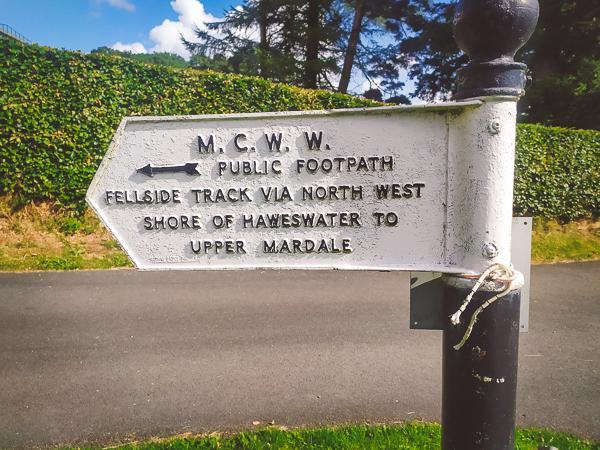 M. C. W. W.
PUBLIC FOOTPATH
FELLSIDE TRACK VIA NORTH WEST
SHORE OF HAWESWATER TO
UPPER MARDALE